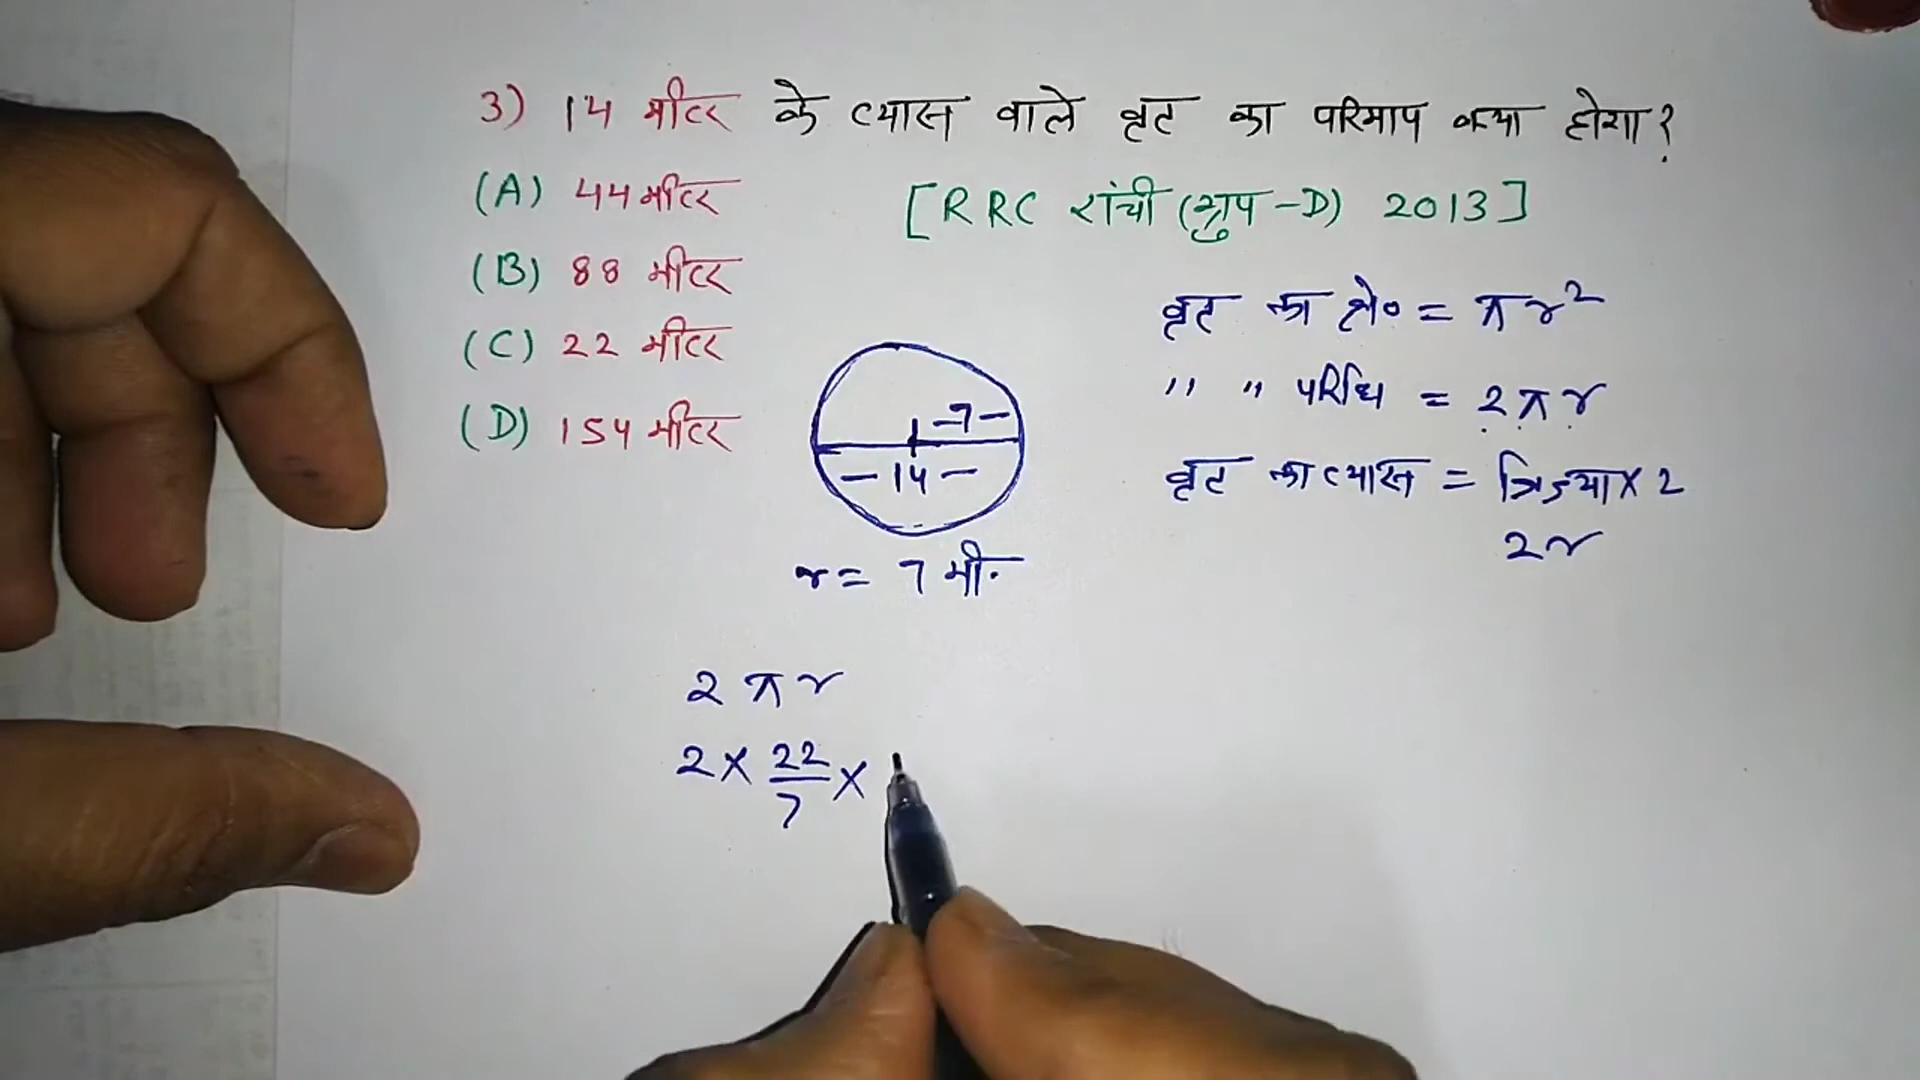 3) 14 मीटर के व्यास वाले वृत का परिमाप क्या होगा?
(A) 44 मीटर
[RRC रांची (ग्रुप-D) 2013]
(B) 88 मीटर
(C) 22 मीटर
(D) 154 मीटर
-7-
-14-
r = 7 मी.
वृत का क्षे० = πr²
" " परिधि = 2πr
वृत का व्यास = त्रिज्या × 2
2r
2πr
2 × 22/7 ×